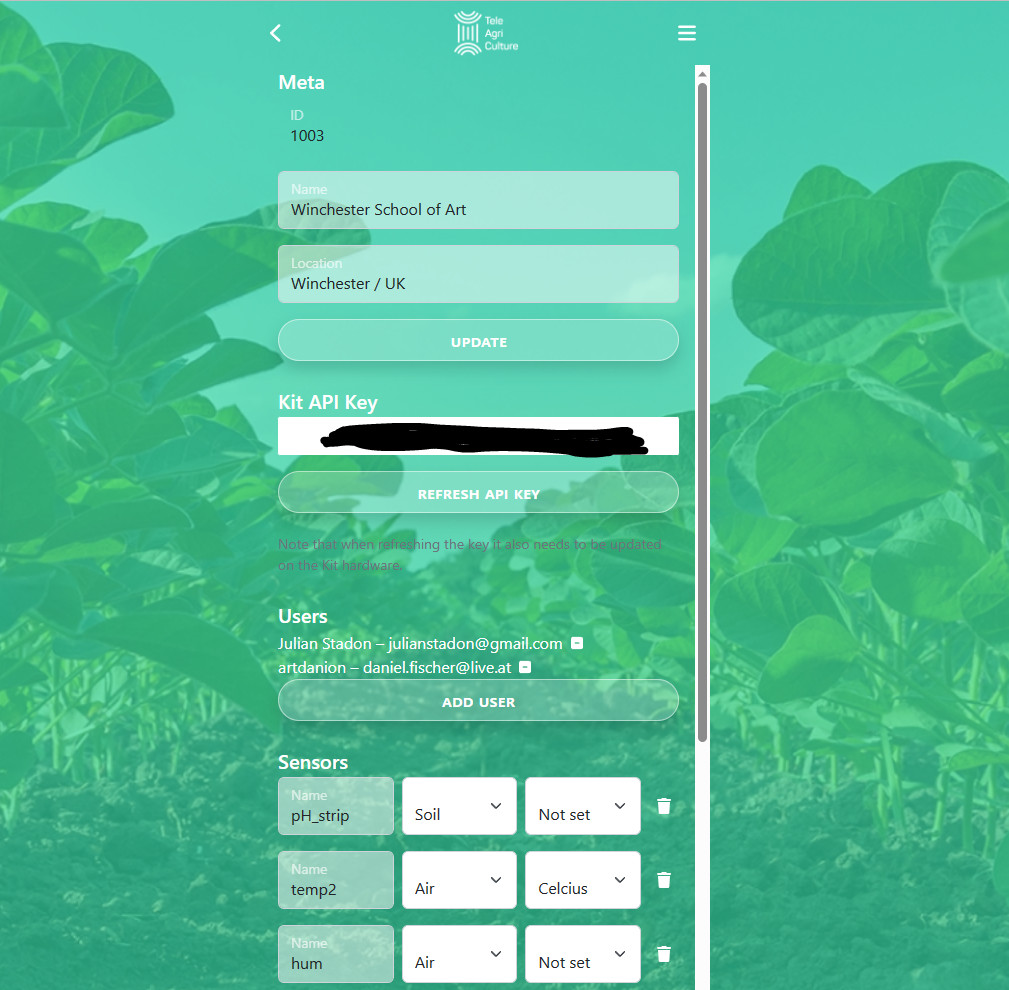 Tele
Agri
Culture
Meta
ID
1003
Name
Winchester School of Art
Location
Winchester / UK
UPDATE
Kit API Key
REFRESH API KEY
Note that when refreshing the key it also needs to be updated
on the Kit hardware.
Users
Julian Stadon – julianstadon@gmail.com
artdanion – daniel.fischer@live.at
ADD USER
Sensors
Name
pH_strip
Soil
Not set
Name
temp2
Air
Celcius
Name
hum
Air
Not set